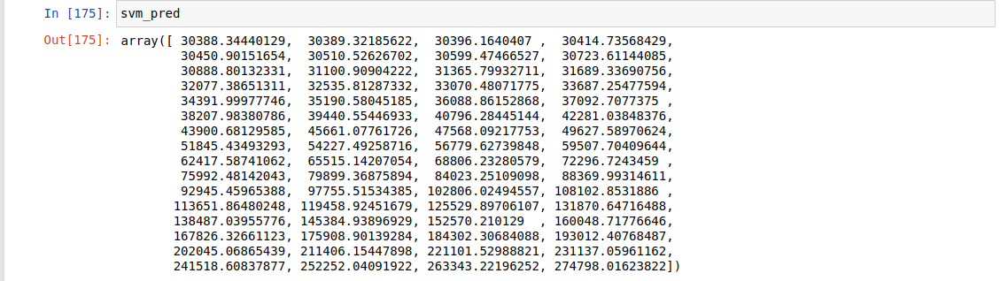 In [175]: svm_pred
Out[175]: array([ 30388.34440129, 30389.32185622, 30396.1640407 , 30414.73568429,
30450.90151654, 30510.52626702, 30599.47466527, 30723.61144085,
30888.80132331, 31100.90904222, 31365.79932711, 31689.33690756,
32077.38651311, 32535.81287332, 33070.48071775, 33687.25477594,
34391.99977746, 35190.58045185, 36088.86152868, 37092.7077375 ,
38207.98380786, 39440.55446933, 40796.28445144, 42281.03848376,
43900.68129585, 45661.07761726, 47568.09217753, 49627.58970624,
51845.43493293, 54227.49258716, 56779.62739848, 59507.70409644,
62417.58741062, 65515.14207054, 68806.23280579, 72296.7243459 ,
75992.48142043, 79899.36875894, 84023.25109098, 88369.99314611,
92945.45965388, 97755.51534385, 102806.02494557, 108102.8531886 ,
113651.86480248, 119458.92451679, 125529.89706107, 131870.64716488,
138487.03955776, 145384.93896929, 152570.210129 , 160048.71776646,
167826.32661123, 175908.90139284, 184302.30684088, 193012.40768487,
202045.06865439, 211406.15447898, 221101.52988821, 231137.05961162,
241518.60837877, 252252.04091922, 263343.22196252, 274798.01623822])